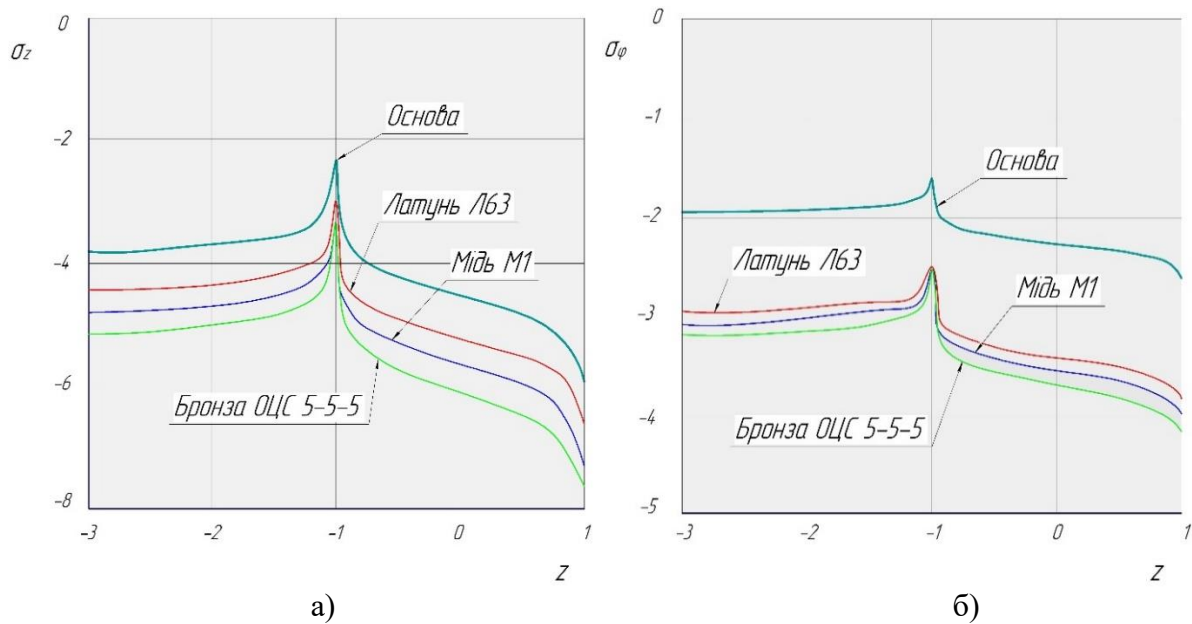 0
σz
-2
-4
-6
-8
-3
-2
-1
0
1
z
Основа
Латунь Л63
Мідь М1
Бронза ОЦС 5-5-5
а)
0
σφ
-1
-2
-3
-4
-5
-3
-2
-1
0
1
z
Основа
Латунь Л63
Мідь М1
Бронза ОЦС 5-5-5
б)